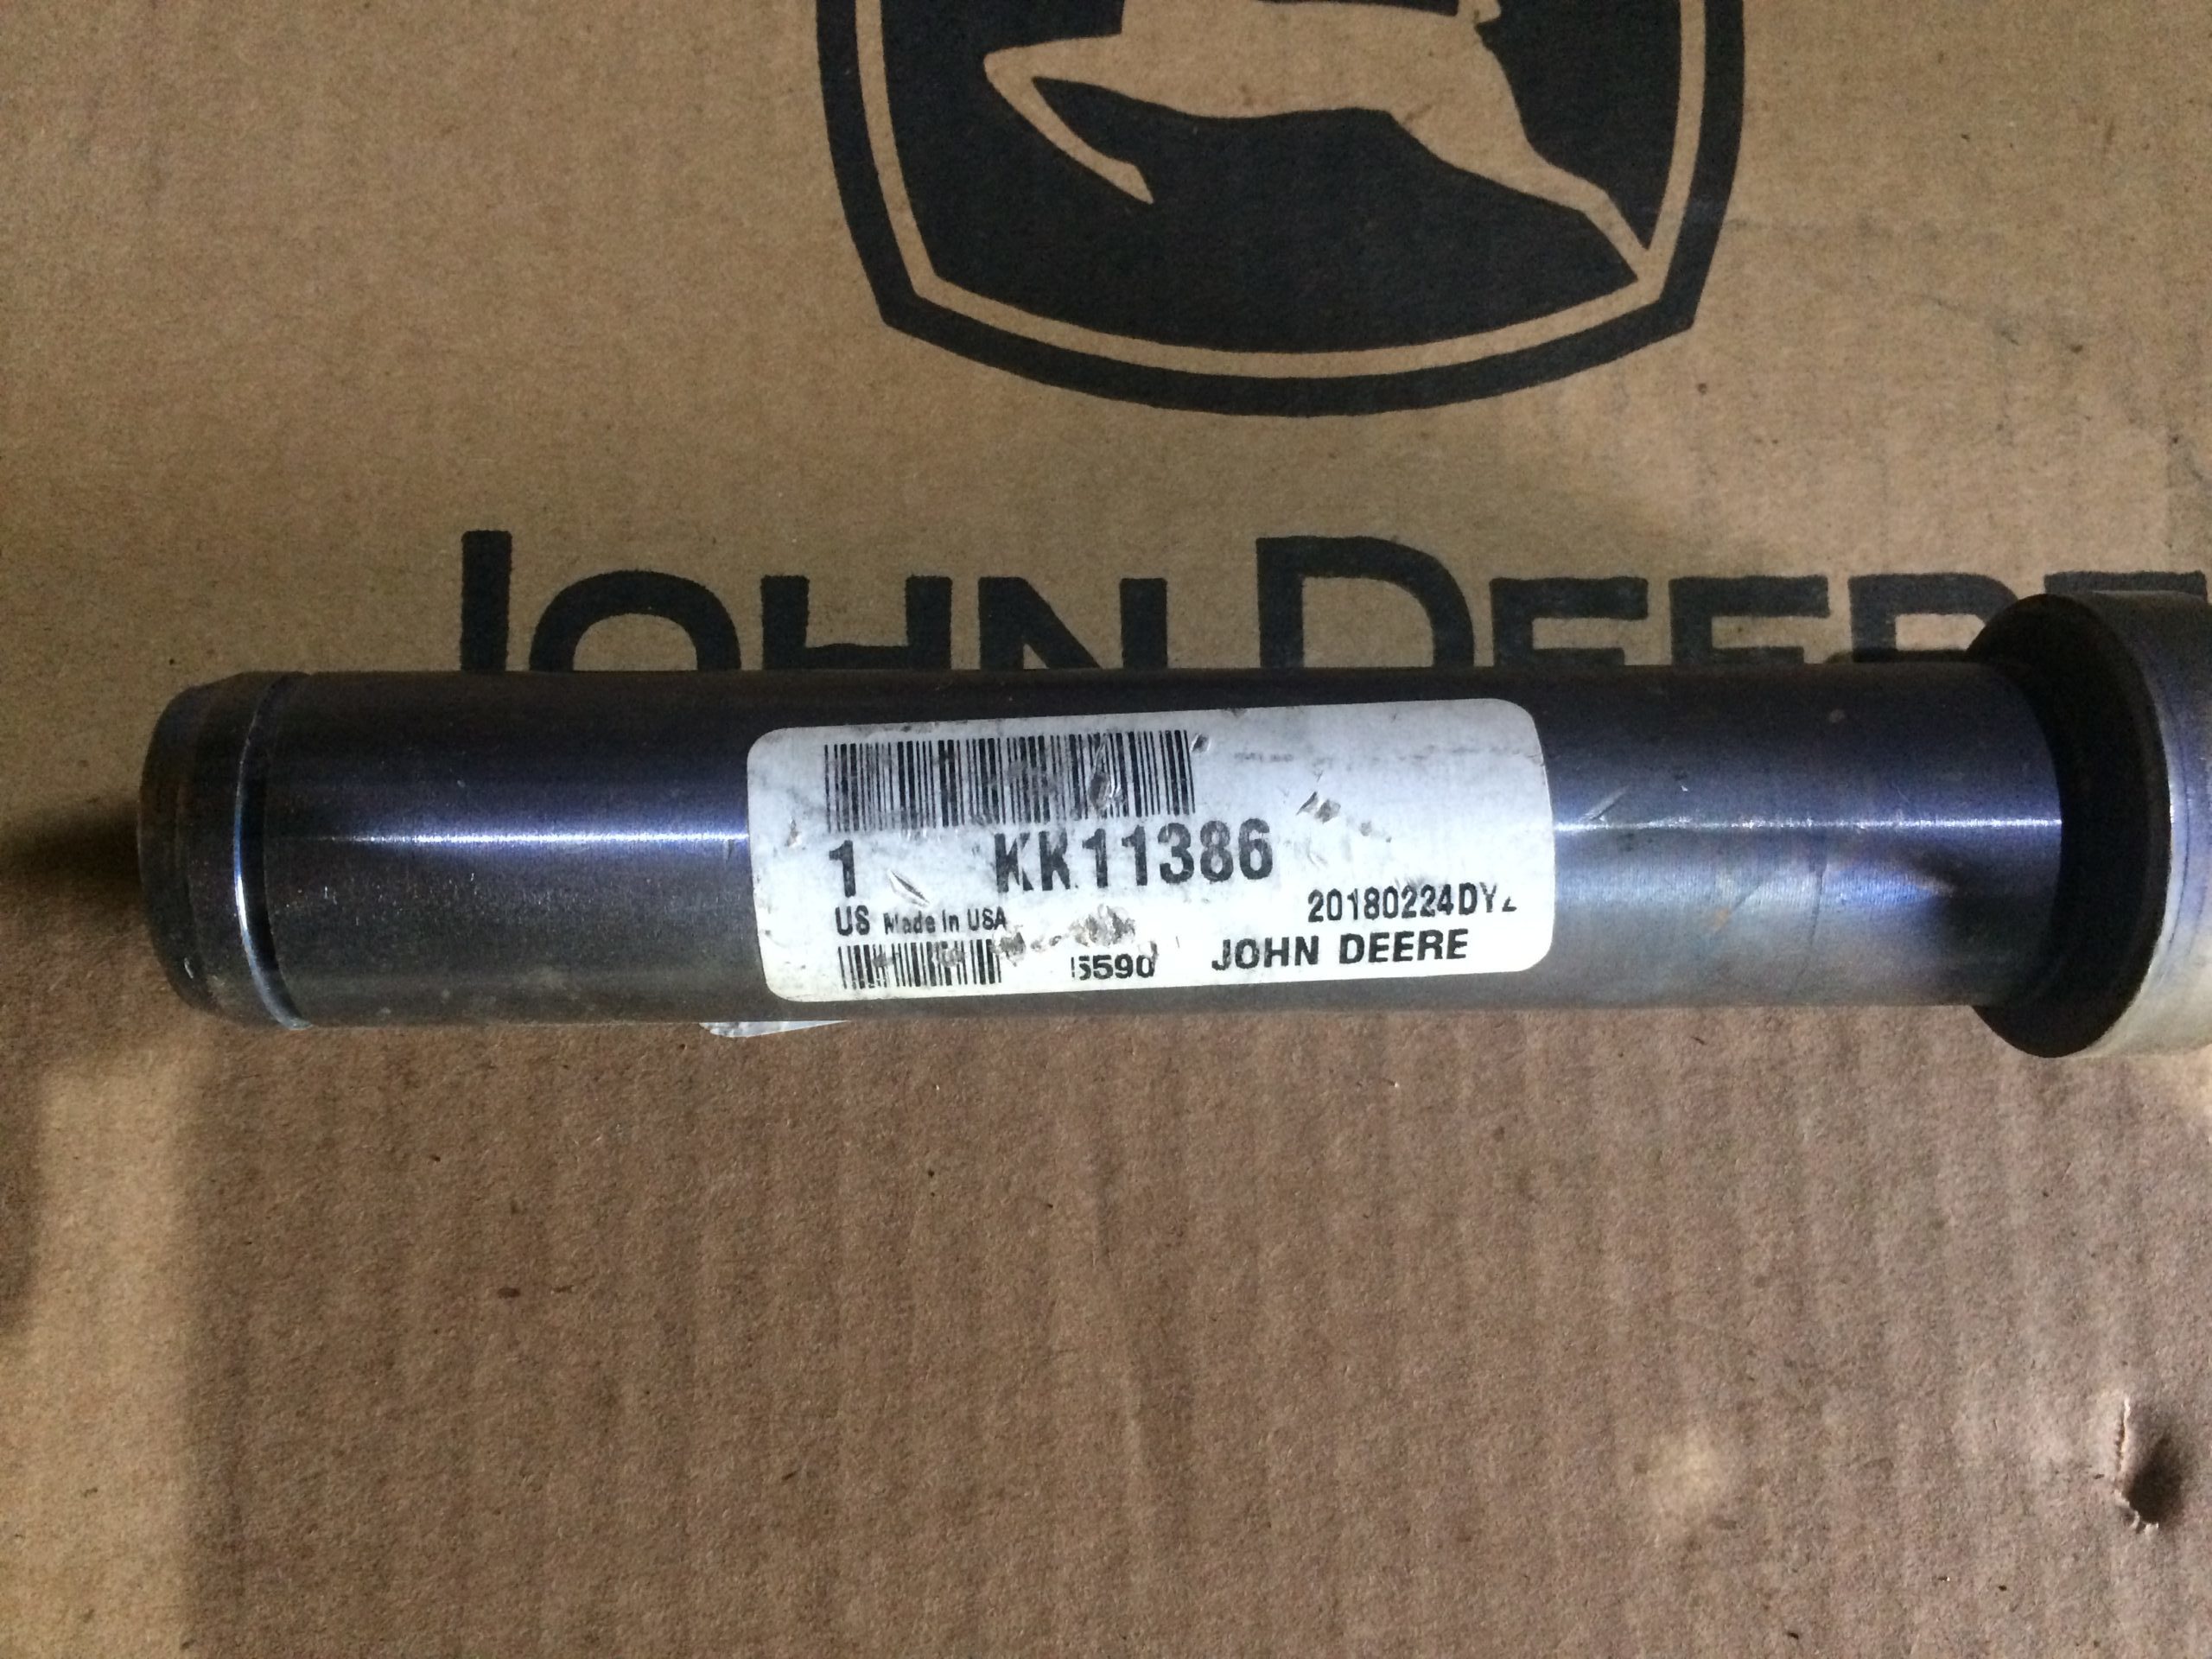 JOHN DEERE
1 KK11386
US Made in USA
20180224DY
5590 JOHN DEERE